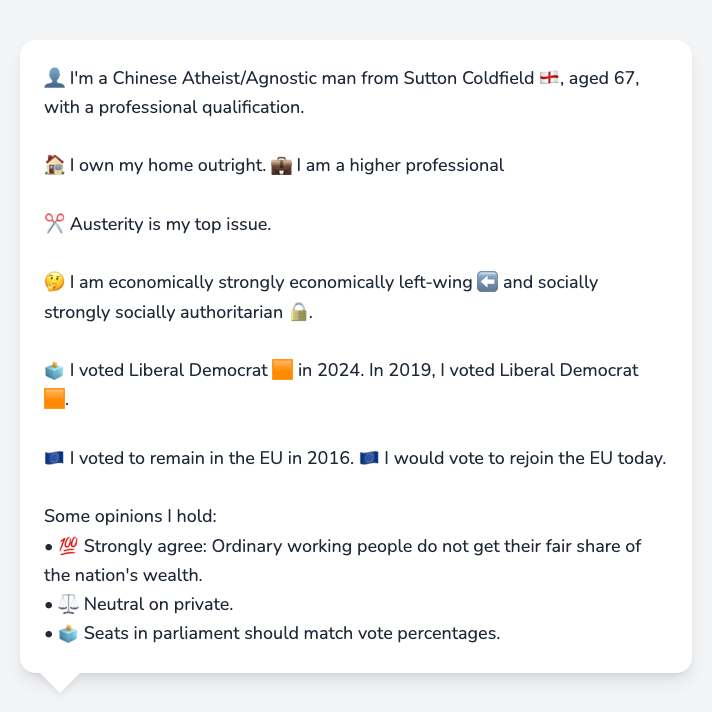 👤 I'm a Chinese Atheist/Agnostic man from Sutton Coldfield 🏴󠁧󠁢󠁥󠁮󠁧󠁿, aged 67,
with a professional qualification.
🏠 I own my home outright. 💼 I am a higher professional
✂️ Austerity is my top issue.
🤔 I am economically strongly economically left-wing ⬅️ and socially
strongly socially authoritarian 🔒.
🗳️ I voted Liberal Democrat 🟧 in 2024. In 2019, I voted Liberal Democrat
🟧.
🇪🇺 I voted to remain in the EU in 2016. 🇪🇺 I would vote to rejoin the EU today.
Some opinions I hold:
• 💯 Strongly agree: Ordinary working people do not get their fair share of
the nation's wealth.
• ⚖️ Neutral on private.
• 🗳️ Seats in parliament should match vote percentages.